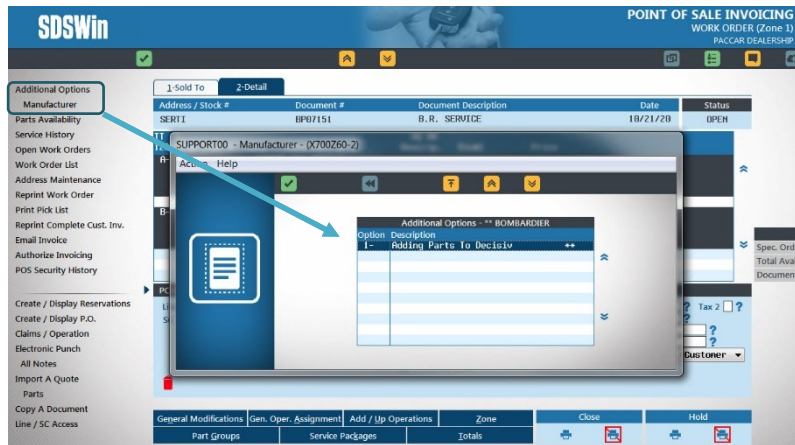 SDSWin
POINT OF SALE INVOICING
WORK ORDER (Zone 1)
PACCAR DEALERSHIP
Additional Options
Manufacturer
Parts Availability
Service History
Open Work Orders
Work Order List
Address Maintenance
Reprint Work Order
Print Pick List
Reprint Complete Cust. Inv.
Email Invoice
Authorize Invoicing
POS Security History
Create / Display Reservations
Create / Display P.O.
Claims / Operation
Electronic Punch
All Notes
Import A Quote
Parts
Copy A Document
Line / SC Access
1-Sold To 2-Detail
Address / Stock # Document # Document Description Date Status
SERTI BP07151 B.R. SERVICE 10/21/20 OPEN
SUPPORT00 - Manufacturer - (X700Z60-2)
Action Help
Additional Options - ** BOMBARDIER
Option Description
1- Adding Parts To Decisiv ↔
Spec. Ord
Total Ava
Documen
? Tax 2 ?
?
?
?
Customer
General Modifications Gen. Oper. Assignment Add / Up Operations Zone Close Hold
Part Groups Service Packages Totals